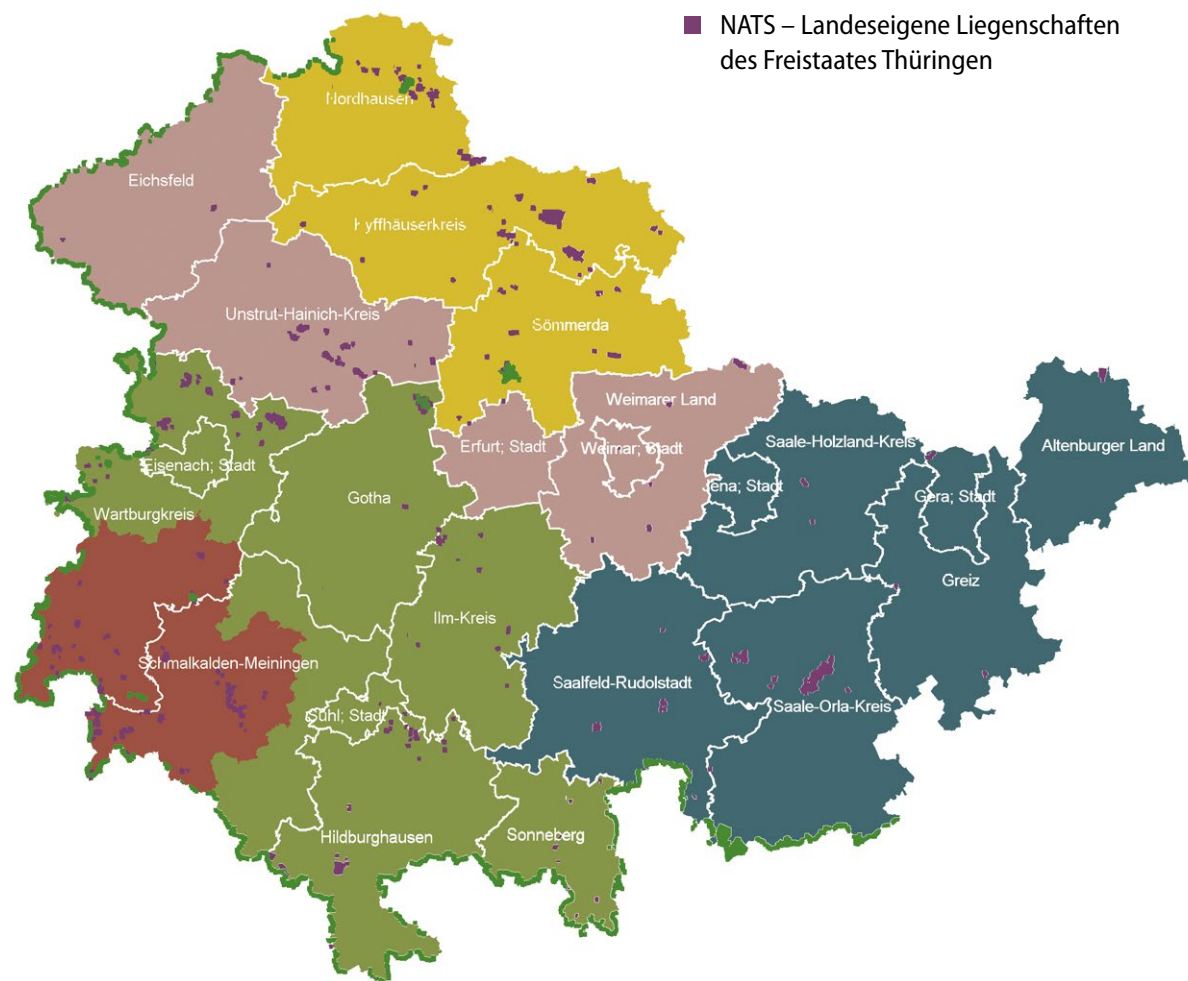 NATS – Landeseigene Liegenschaften
des Freistaates Thüringen
Nordhausen
Eichsfeld
Kyffhäuserkreis
Unstrut-Hainich-Kreis
Sömmerda
Weimarer Land
Saale-Holzland-Kreis
Altenburger Land
Erfurt; Stadt
Weimar; Stadt
Eisenach; Stadt
Jena; Stadt
Gera; Stadt
Gotha
Wartburgkreis
Greiz
Ilm-Kreis
Schmalkalden-Meiningen
Saalfeld-Rudolstadt
Saale-Orla-Kreis
Suhl; Stadt
Hildburghausen
Sonneberg